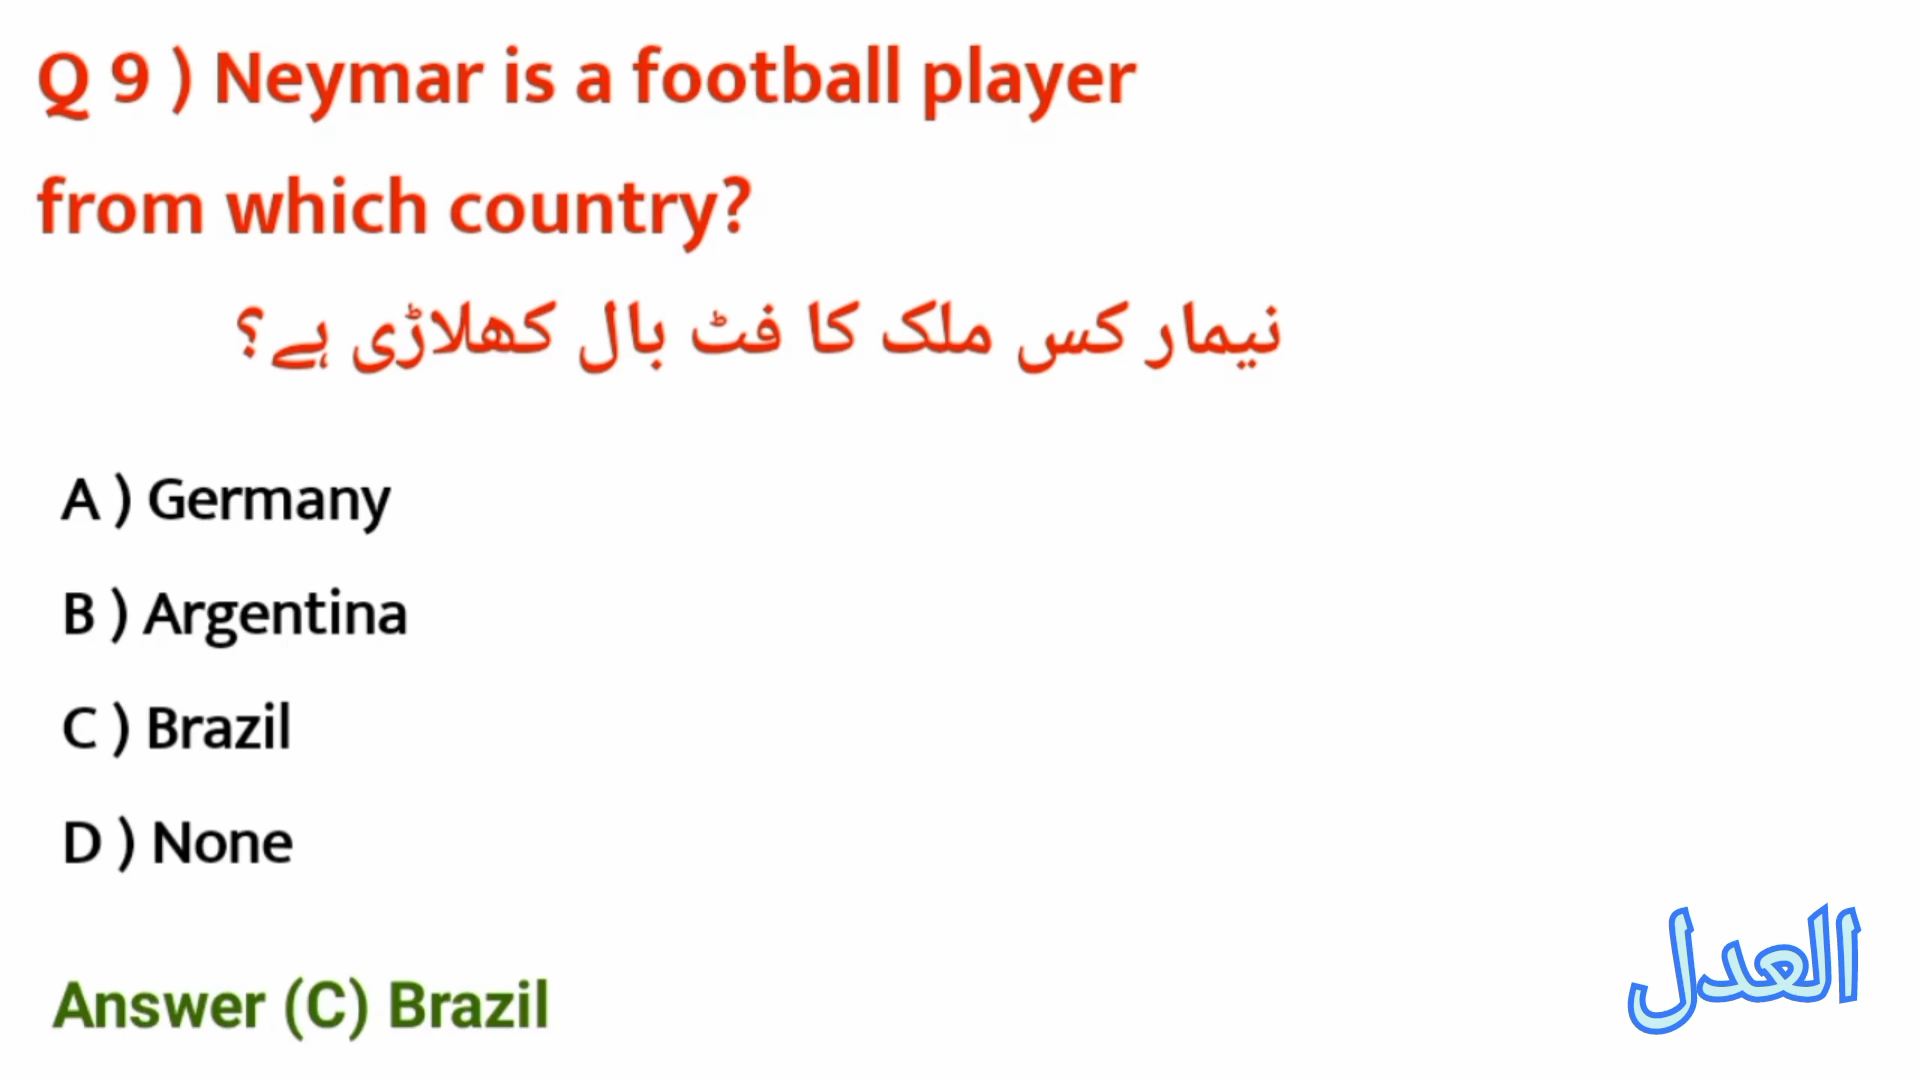 Q 9 ) Neymar is a football player
from which country?
نیمار کس ملک کا فٹ بال کھلاڑی ہے؟
A ) Germany
B ) Argentina
C ) Brazil
D ) None
Answer (C) Brazil
العدل